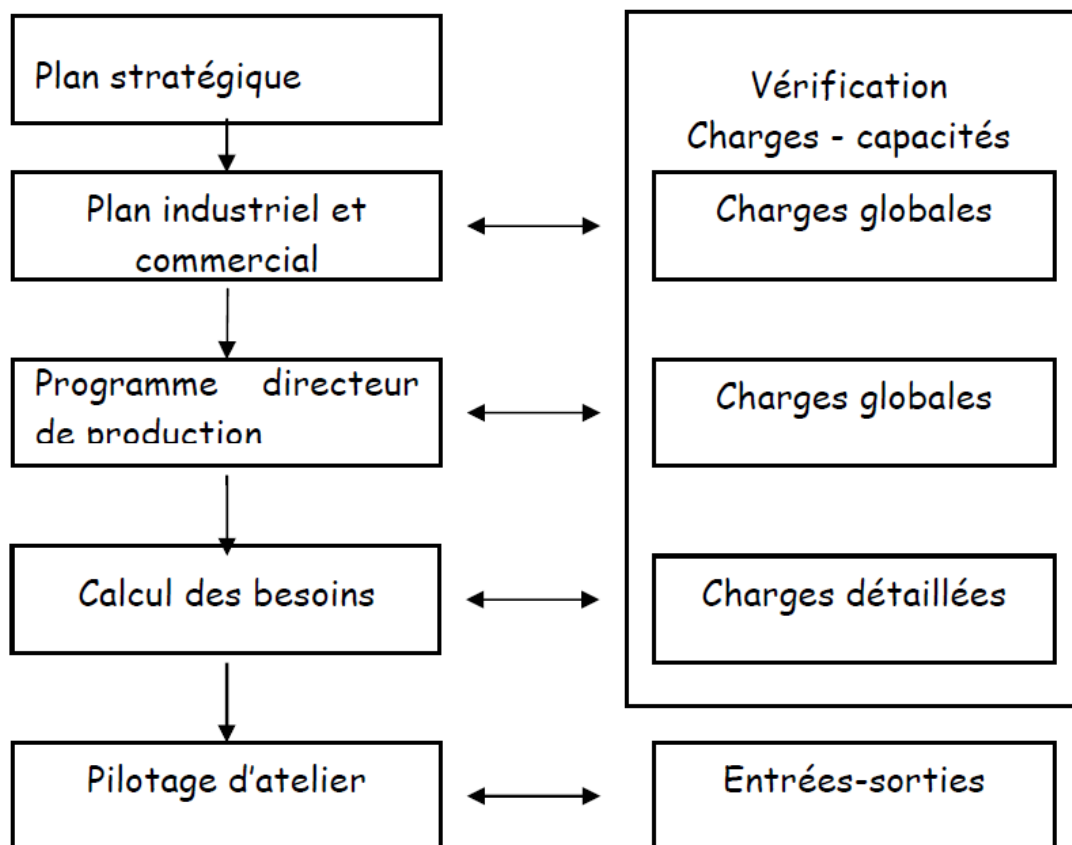 Plan stratégique
Vérification
Charges - capacités
Plan industriel et
commercial
Charges globales
Programme directeur
de production
Charges globales
Calcul des besoins
Charges détaillées
Pilotage d'atelier
Entrées-sorties